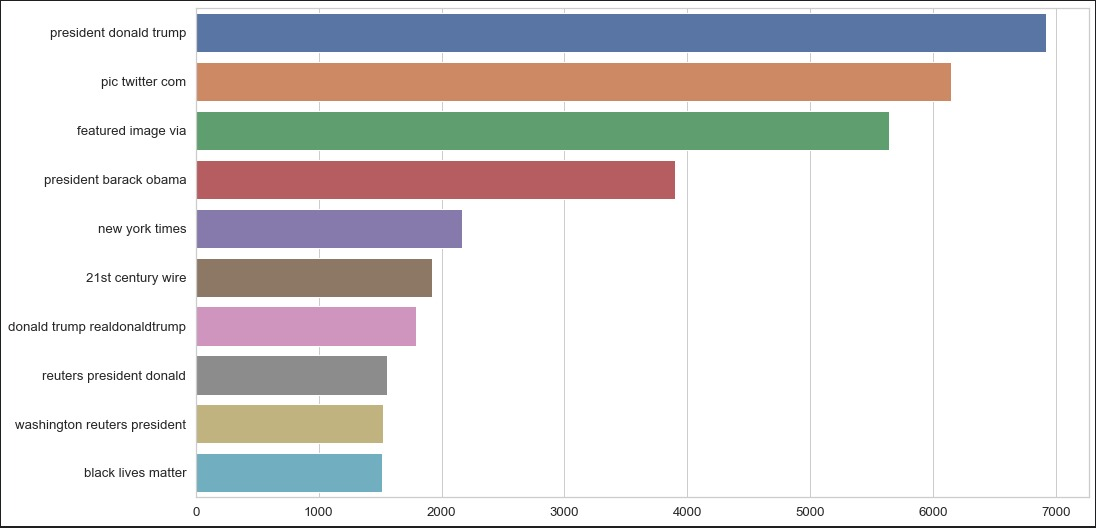 president donald trump
pic twitter com
featured image via
president barack obama
new york times
21st century wire
donald trump realdonaldtrump
reuters president donald
washington reuters president
black lives matter
0 1000 2000 3000 4000 5000 6000 7000